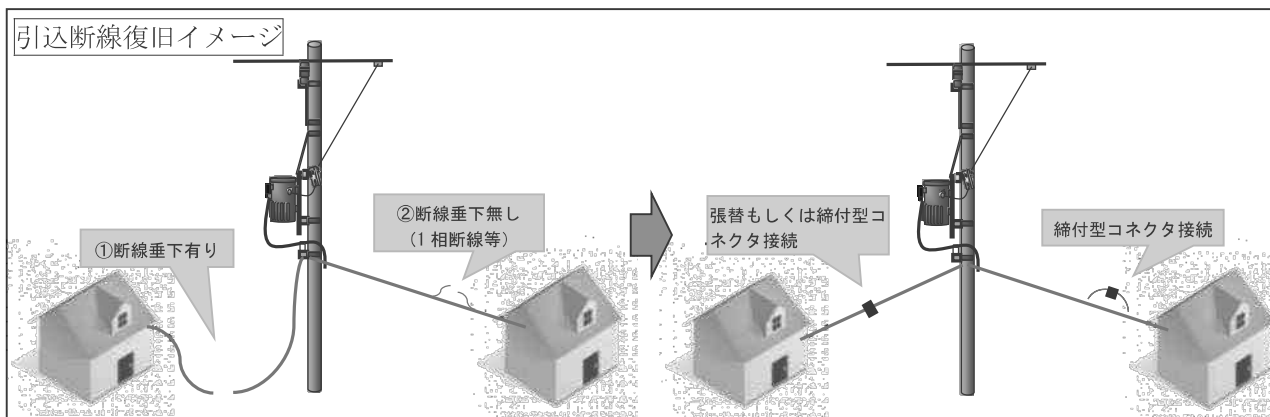 引込断線復旧イメージ
①断線垂下有り
②断線垂下無し
(1相断線等)
張替もしくは締付型コ
ネクタ接続
締付型コネクタ接続